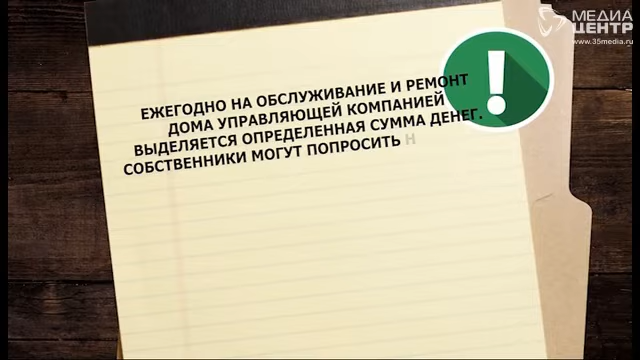 МЕДИА
ЦЕНТР
www.35media.ru
ЕЖЕГОДНО НА ОБСЛУЖИВАНИЕ И РЕМОНТ
ДОМА УПРАВЛЯЮЩЕЙ КОМПАНИЕЙ
ВЫДЕЛЯЕТСЯ ОПРЕДЕЛЕННАЯ СУММА ДЕНЕГ.
СОБСТВЕННИКИ МОГУТ ПОПРОСИТЬ Н